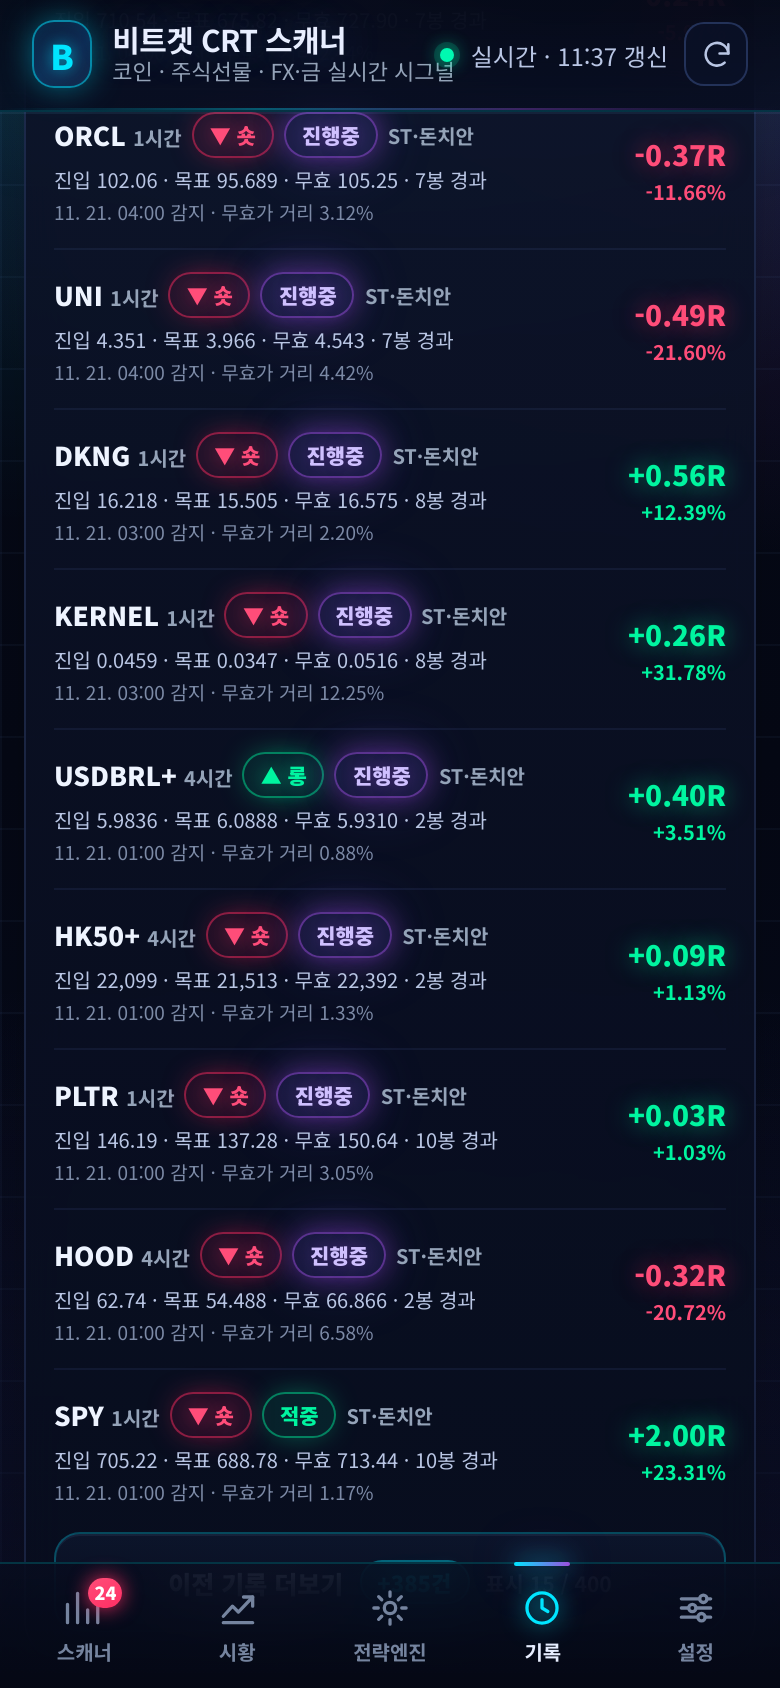 B
비트겟 CRT 스캐너
코인 · 주식선물 · FX·금 실시간 시그널
실시간 · 11:37 갱신
ORCL 1시간 ▼ 숏 진행중 ST·돈치안
-0.37R
진입 102.06 · 목표 95.689 · 무효 105.25 · 7봉 경과
-11.66%
11. 21. 04:00 감지 · 무효가 거리 3.12%
UNI 1시간 ▼ 숏 진행중 ST·돈치안
-0.49R
진입 4.351 · 목표 3.966 · 무효 4.543 · 7봉 경과
-21.60%
11. 21. 04:00 감지 · 무효가 거리 4.42%
DKNG 1시간 ▼ 숏 진행중 ST·돈치안
+0.56R
진입 16.218 · 목표 15.505 · 무효 16.575 · 8봉 경과
+12.39%
11. 21. 03:00 감지 · 무효가 거리 2.20%
KERNEL 1시간 ▼ 숏 진행중 ST·돈치안
+0.26R
진입 0.0459 · 목표 0.0347 · 무효 0.0516 · 8봉 경과
+31.78%
11. 21. 03:00 감지 · 무효가 거리 12.25%
USDBRL+ 4시간 ▲ 롱 진행중 ST·돈치안
+0.40R
진입 5.9836 · 목표 6.0888 · 무효 5.9310 · 2봉 경과
+3.51%
11. 21. 01:00 감지 · 무효가 거리 0.88%
HK50+ 4시간 ▼ 숏 진행중 ST·돈치안
+0.09R
진입 22,099 · 목표 21,513 · 무효 22,392 · 2봉 경과
+1.13%
11. 21. 01:00 감지 · 무효가 거리 1.33%
PLTR 1시간 ▼ 숏 진행중 ST·돈치안
+0.03R
진입 146.19 · 목표 137.28 · 무효 150.64 · 10봉 경과
+1.03%
11. 21. 01:00 감지 · 무효가 거리 3.05%
HOOD 4시간 ▼ 숏 진행중 ST·돈치안
-0.32R
진입 62.74 · 목표 54.488 · 무효 66.866 · 2봉 경과
-20.72%
11. 21. 01:00 감지 · 무효가 거리 6.58%
SPY 1시간 ▼ 숏 적중 ST·돈치안
+2.00R
진입 705.22 · 목표 688.78 · 무효 713.44 · 10봉 경과
+23.31%
11. 21. 01:00 감지 · 무효가 거리 1.17%
이전 기록 더보기 +385건 표시 15 / 400
24
스캐너 시황 전략엔진 기록 설정